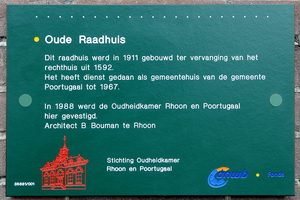 Oude Raadhuis
Dit raadhuis werd in 1911 gebouwd ter vervanging van het
rechthuis uit 1592.
Het heeft dienst gedaan als gemeentehuis van de gemeente
Poortugaal tot 1967.
In 1988 werd de Oudheidkamer Rhoon en Poortugaal
hier gevestigd.
Architect B Bouman te Rhoon
Stichting Oudheidkamer
Rhoon en Poortugaal
anwb • Fonds